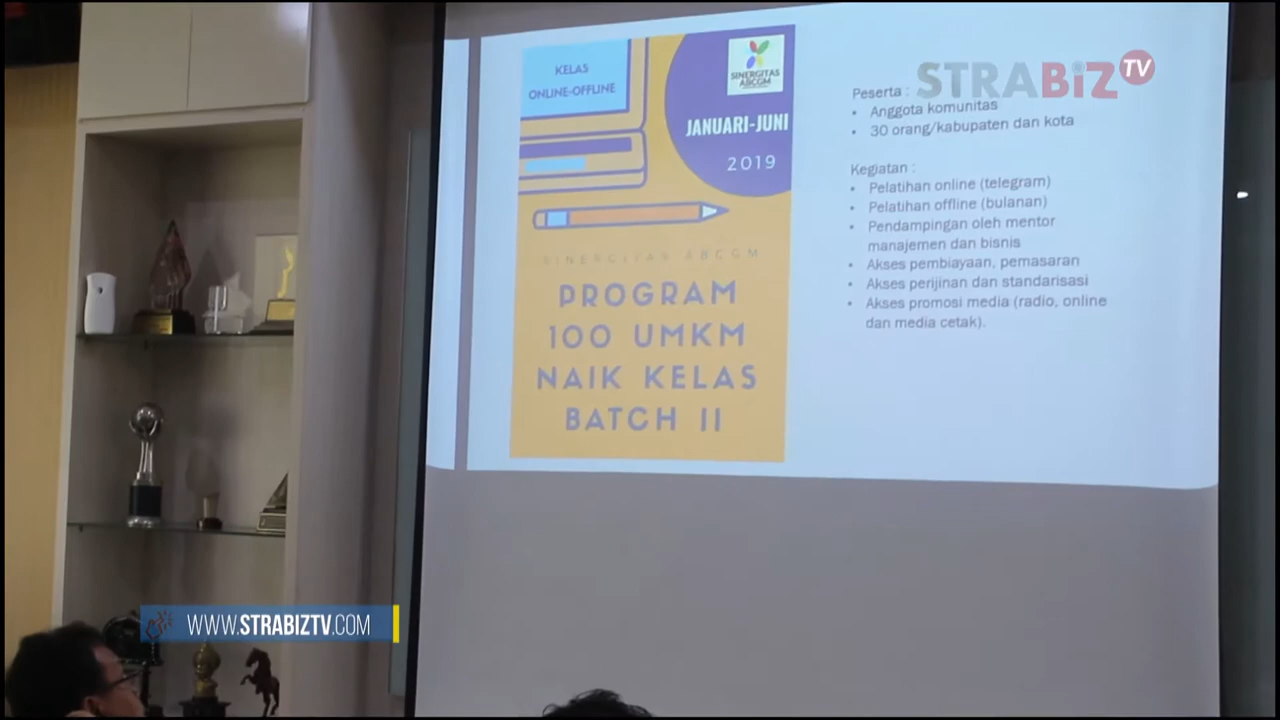 KELAS
ONLINE-OFFLINE
SINERGITAS
ABCGM
JANUARI-JUNI
2019
SINERGITAS ABCGM
PROGRAM
100 UMKM
NAIK KELAS
BATCH II
STRABIZ TV
Peserta :
• Anggota komunitas
• 30 orang/kabupaten dan kota
Kegiatan :
• Pelatihan online (telegram)
• Pelatihan offline (bulanan)
• Pendampingan oleh mentor
manajemen dan bisnis
• Akses pembiayaan, pemasaran
• Akses perijinan dan standarisasi
• Akses promosi media (radio, online
dan media cetak).
WWW.STRABIZTV.COM